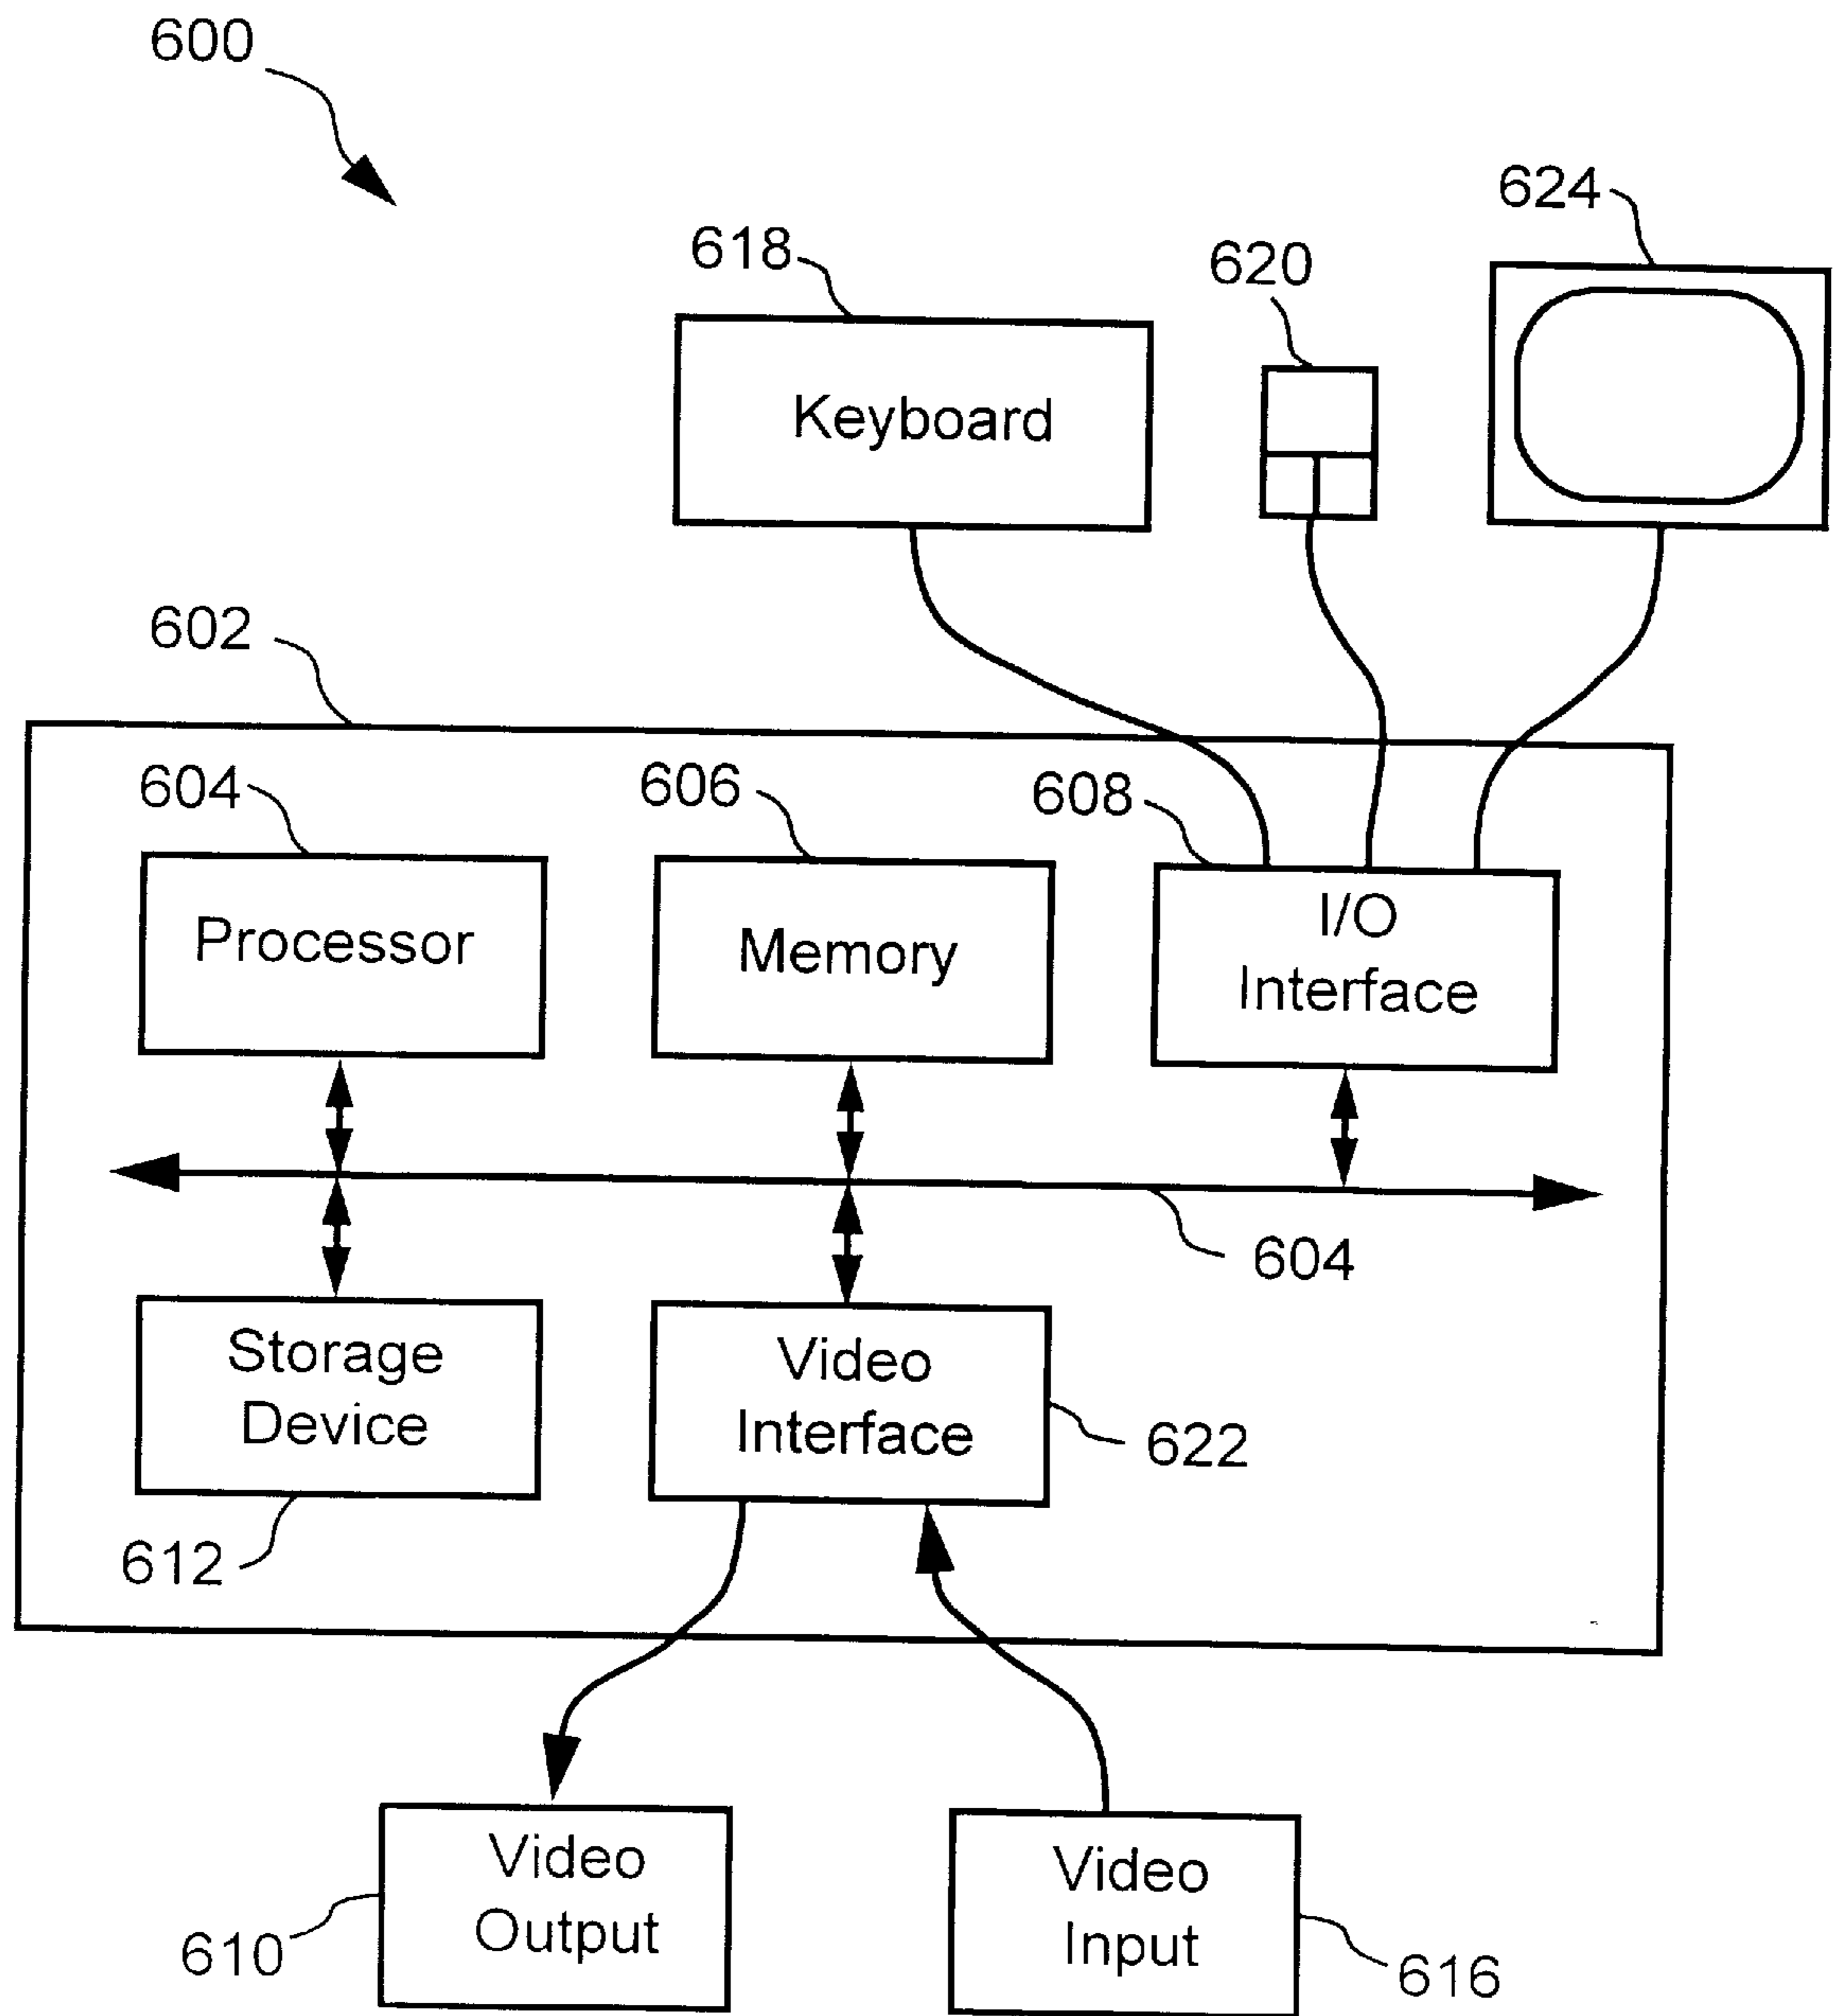 600
624
618
620
Keyboard
602
604
606
608
Processor
Memory
I/O
Interface
604
Storage
Device
Video
Interface
622
612
Video
Output
Video
Input
610
616